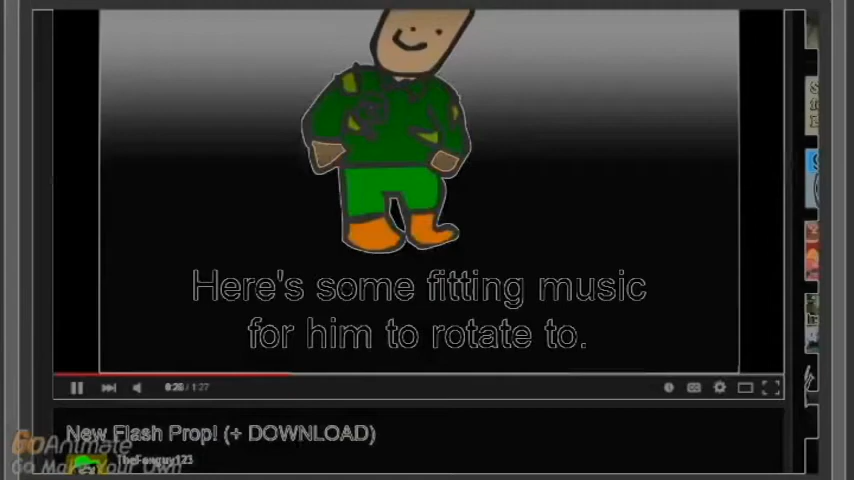 Here's some fitting music
for him to rotate to.
0:26 / 1:27
New Flash Prop! (+ DOWNLOAD)
GoAnimate
Go Make Your Own
TheFanguy123